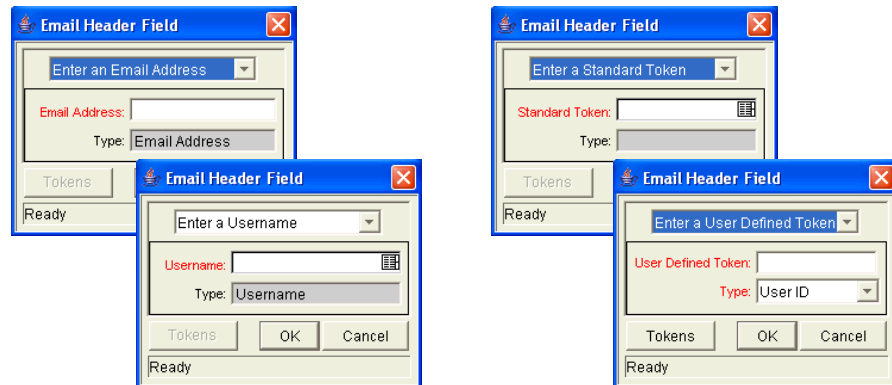 Email Header Field
Enter an Email Address
Email Address:
Type: Email Address
Tokens
Ready
Email Header Field
Enter a Username
Username:
Type: Username
Tokens OK Cancel
Ready
Email Header Field
Enter a Standard Token
Standard Token:
Type:
Tokens
Ready
Email Header Field
Enter a User Defined Token
User Defined Token:
Type: User ID
Tokens OK Cancel
Ready